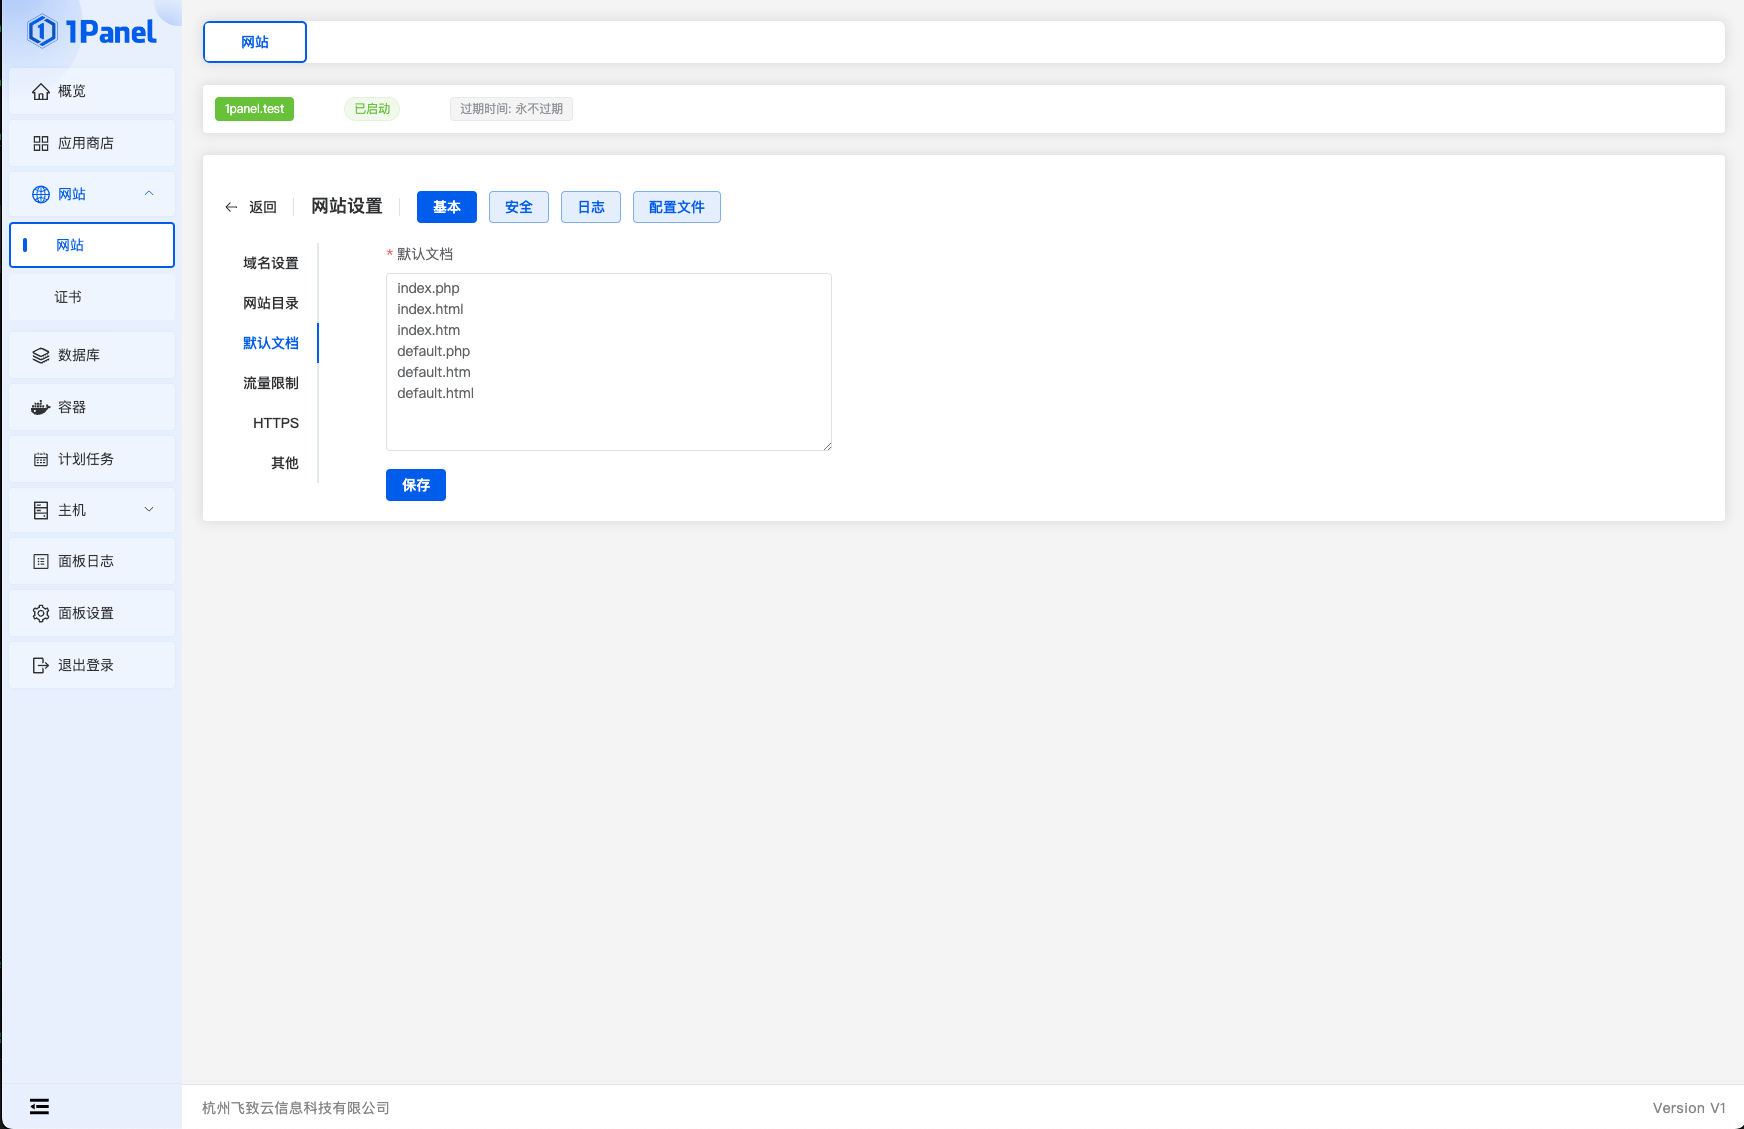 1Panel
概览
应用商店
网站
网站
证书
数据库
容器
计划任务
主机
面板日志
面板设置
退出登录
网站
1panel.test 已启动 过期时间: 永不过期
返回 网站设置 基本 安全 日志 配置文件
域名设置
网站目录
默认文档
流量限制
HTTPS
其他
* 默认文档
index.php
index.html
index.htm
default.php
default.htm
default.html
保存
杭州飞致云信息科技有限公司 Version V1